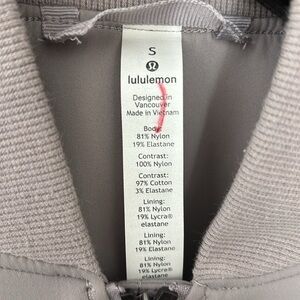 S
lululemon
Designed in
Vancouver
Made in Vietnam
Body:
81% Nylon
19% Elastane
Contrast:
100% Nylon
Contrast:
97% Cotton
3% Elastane
Lining:
81% Nylon
19% Lycra®
elastane
Lining:
81% Nylon
19% Elastane
Lining:
81% Nylon
19% Lycra®
elastane